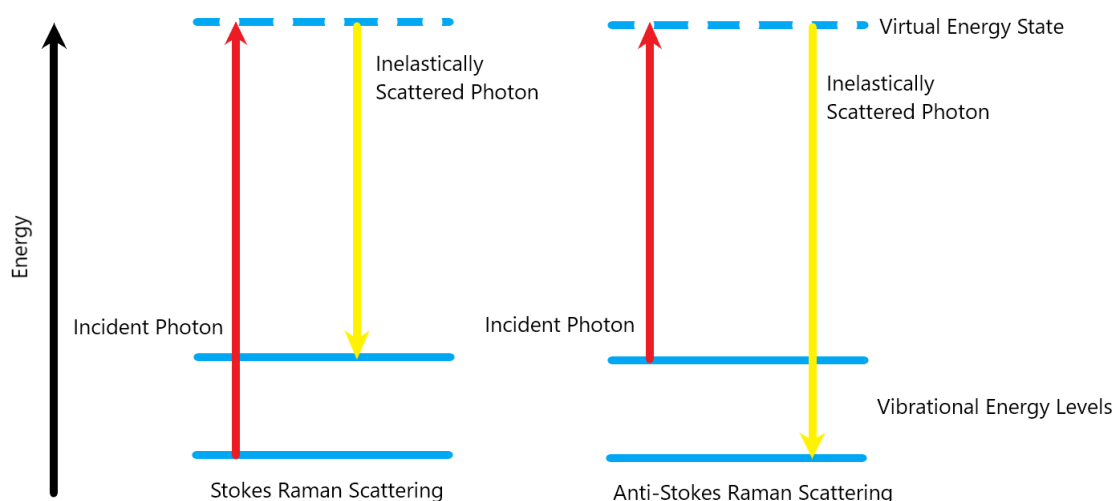 Energy
Virtual Energy State
Inelastically
Scattered Photon
Inelastically
Scattered Photon
Incident Photon
Incident Photon
Vibrational Energy Levels
Stokes Raman Scattering
Anti-Stokes Raman Scattering